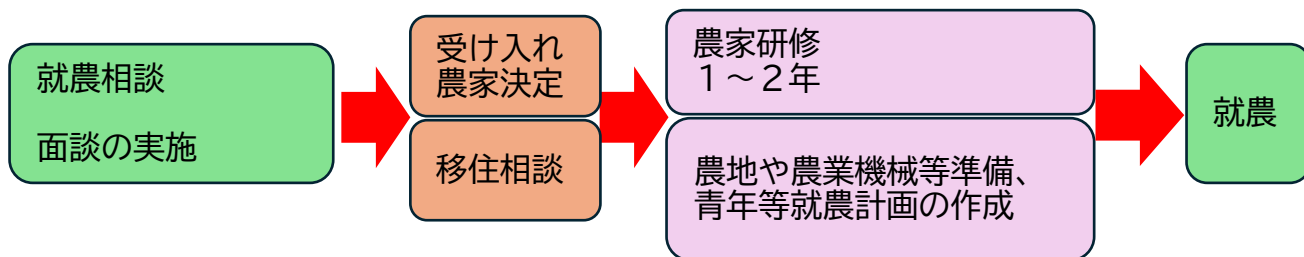 就農相談
面談の実施
受け入れ
農家決定
移住相談
農家研修
１～２年
農地や農業機械等準備、
青年等就農計画の作成
就農